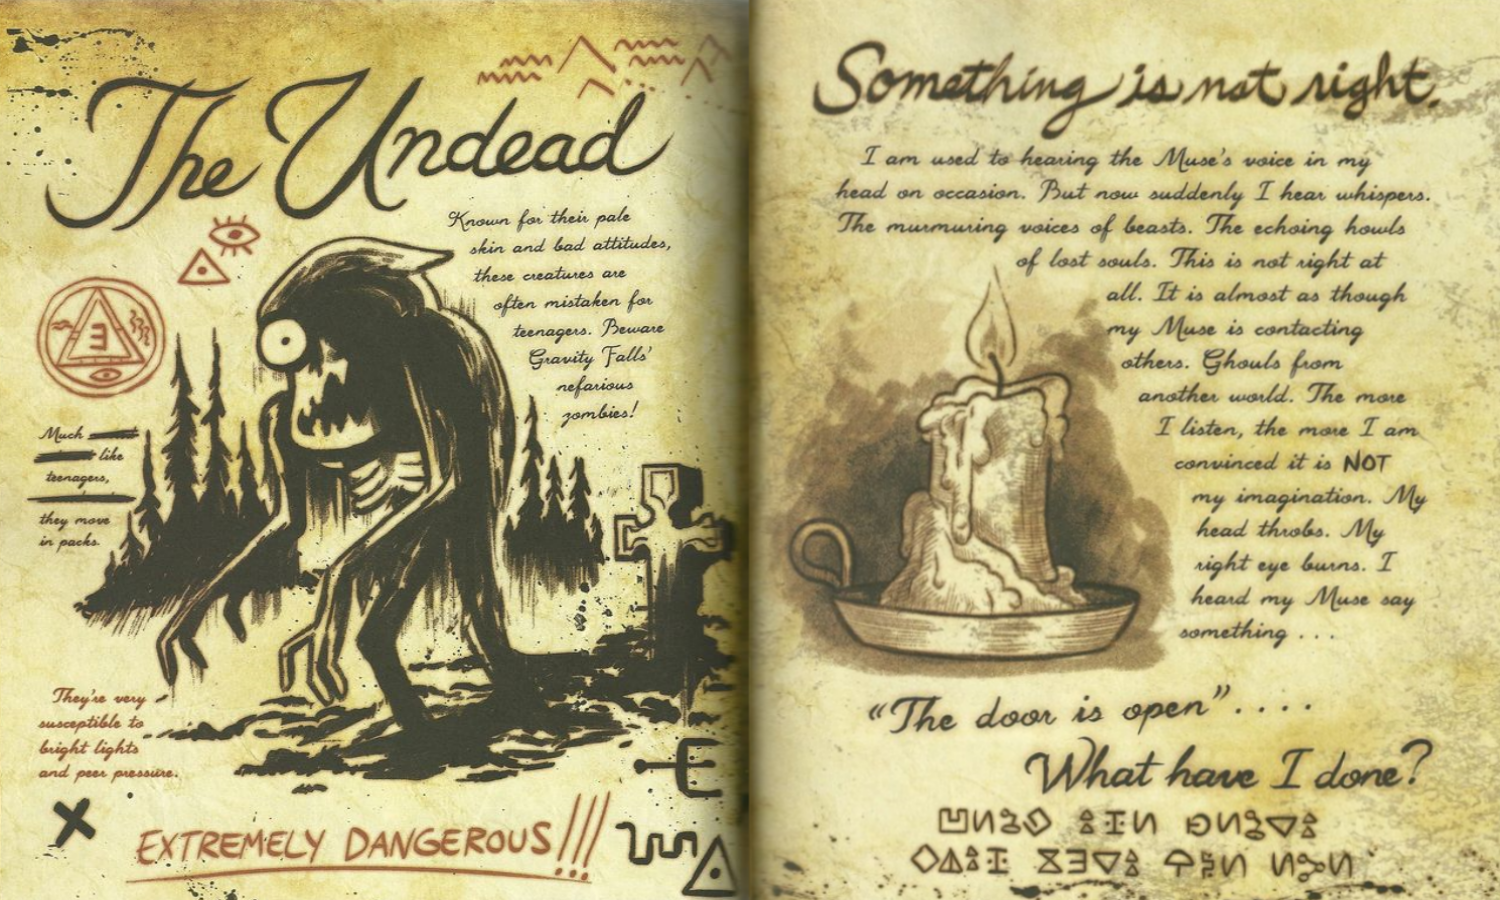 The Undead
Known for their pale
skin and bad attitudes,
these creatures are
often mistaken for
teenagers. Beware
Gravity Falls'
nefarious
zombies!
Much
like
teenagers,
they move
in packs.
They're very
susceptible to
bright lights
and peer pressure.
EXTREMELY DANGEROUS!!!
Something is not right.
I am used to hearing the Muse's voice in my
head on occasion. But now suddenly I hear whispers.
The murmuring voices of beasts. The echoing howls
of lost souls. This is not right at
all. It is almost as though
my Muse is contacting
others. Ghouls from
another world. The more
I listen, the more I am
convinced it is NOT
my imagination. My
head throbs. My
right eye burns. I
heard my Muse say
something . . .
"The door is open" . . . .
What have I done?